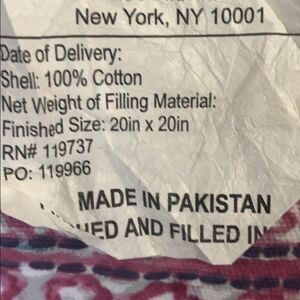 New York, NY 10001
Date of Delivery:
Shell: 100% Cotton
Net Weight of Filling Material:
Finished Size: 20in x 20in
RN# 119737
PO: 119966
MADE IN PAKISTAN
AND FILLED IN